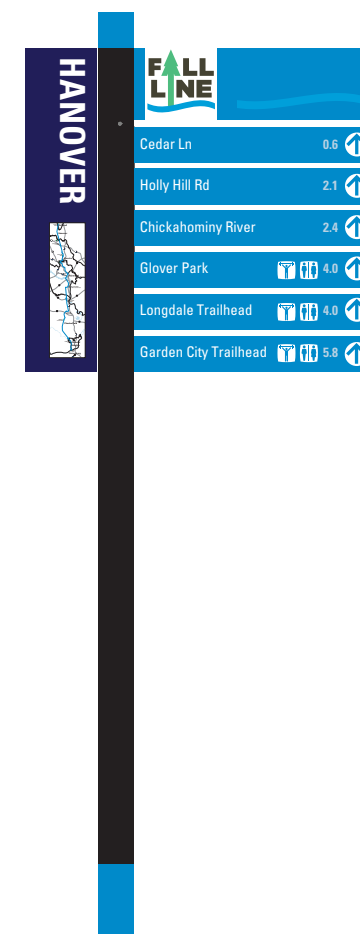 HANOVER
FALL
LINE
Cedar Ln 0.6
Holly Hill Rd 2.1
Chickahominy River 2.4
Glover Park 4.0
Longdale Trailhead 4.0
Garden City Trailhead 5.8